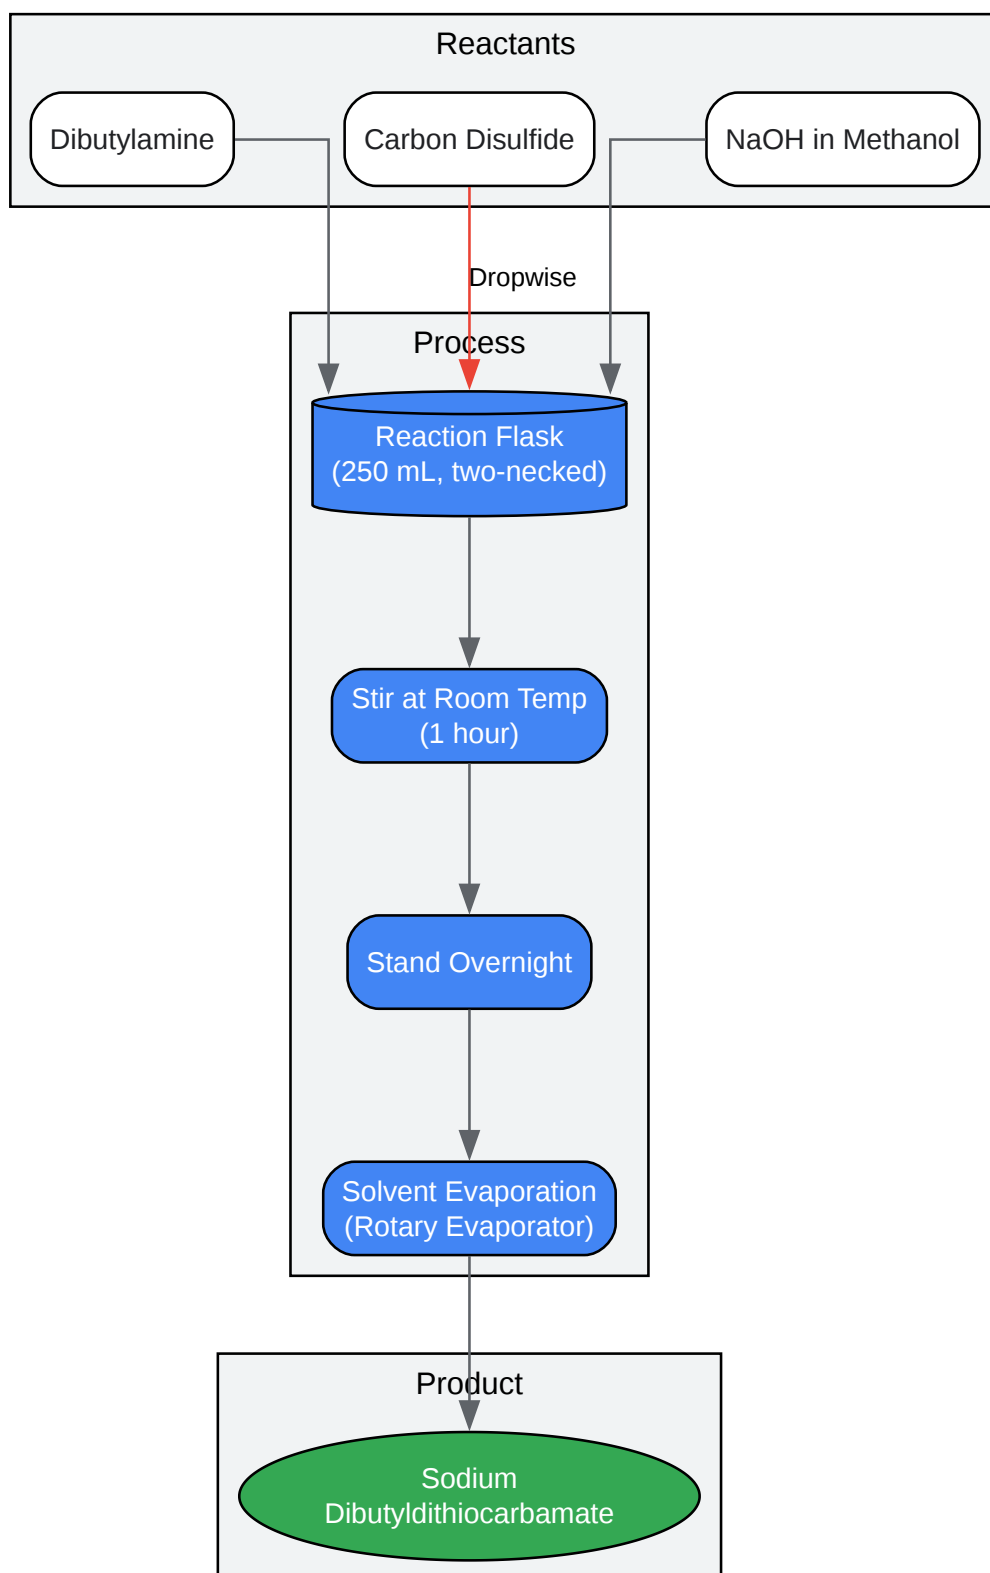 Reactants
Dibutylamine
Carbon Disulfide
NaOH in Methanol
Dropwise
Process
Reaction Flask
(250 mL, two-necked)
Stir at Room Temp
(1 hour)
Stand Overnight
Solvent Evaporation
(Rotary Evaporator)
Product
Sodium
Dibutyldithiocarbamate